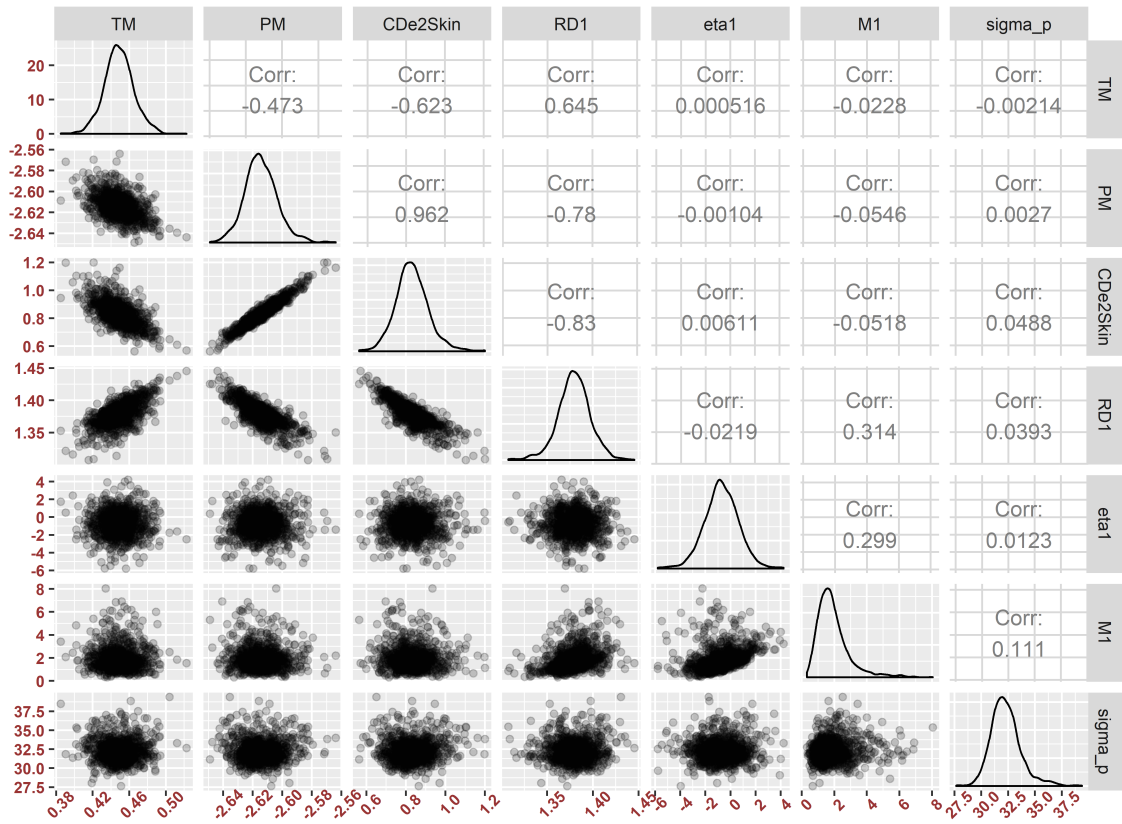 TM PM CDe2Skin RD1 eta1 M1 sigma_p
20
10
0
Corr:
-0.473
Corr:
-0.623
Corr:
0.645
Corr:
0.000516
Corr:
-0.0228
Corr:
-0.00214
TM
-2.56
-2.58
-2.60
-2.62
-2.64
Corr:
0.962
Corr:
-0.78
Corr:
-0.00104
Corr:
-0.0546
Corr:
0.0027
PM
1.2
1.0
0.8
0.6
Corr:
-0.83
Corr:
0.00611
Corr:
-0.0518
Corr:
0.0488
CDe2Skin
1.45
1.40
1.35
Corr:
-0.0219
Corr:
0.314
Corr:
0.0393
RD1
4
2
0
-2
-4
-6
Corr:
0.299
Corr:
0.0123
eta1
8
6
4
2
0
Corr:
0.111
M1
37.5
35.0
32.5
30.0
27.5
sigma_p
0.38 0.42 0.46 0.50 -2.64 -2.62 -2.60 -2.58 -2.56 0.6 0.8 1.0 1.2 1.35 1.40 1.45 -6 -4 -2 0 2 4 0 2 4 6 8 27.5 30.0 32.5 35.0 37.5